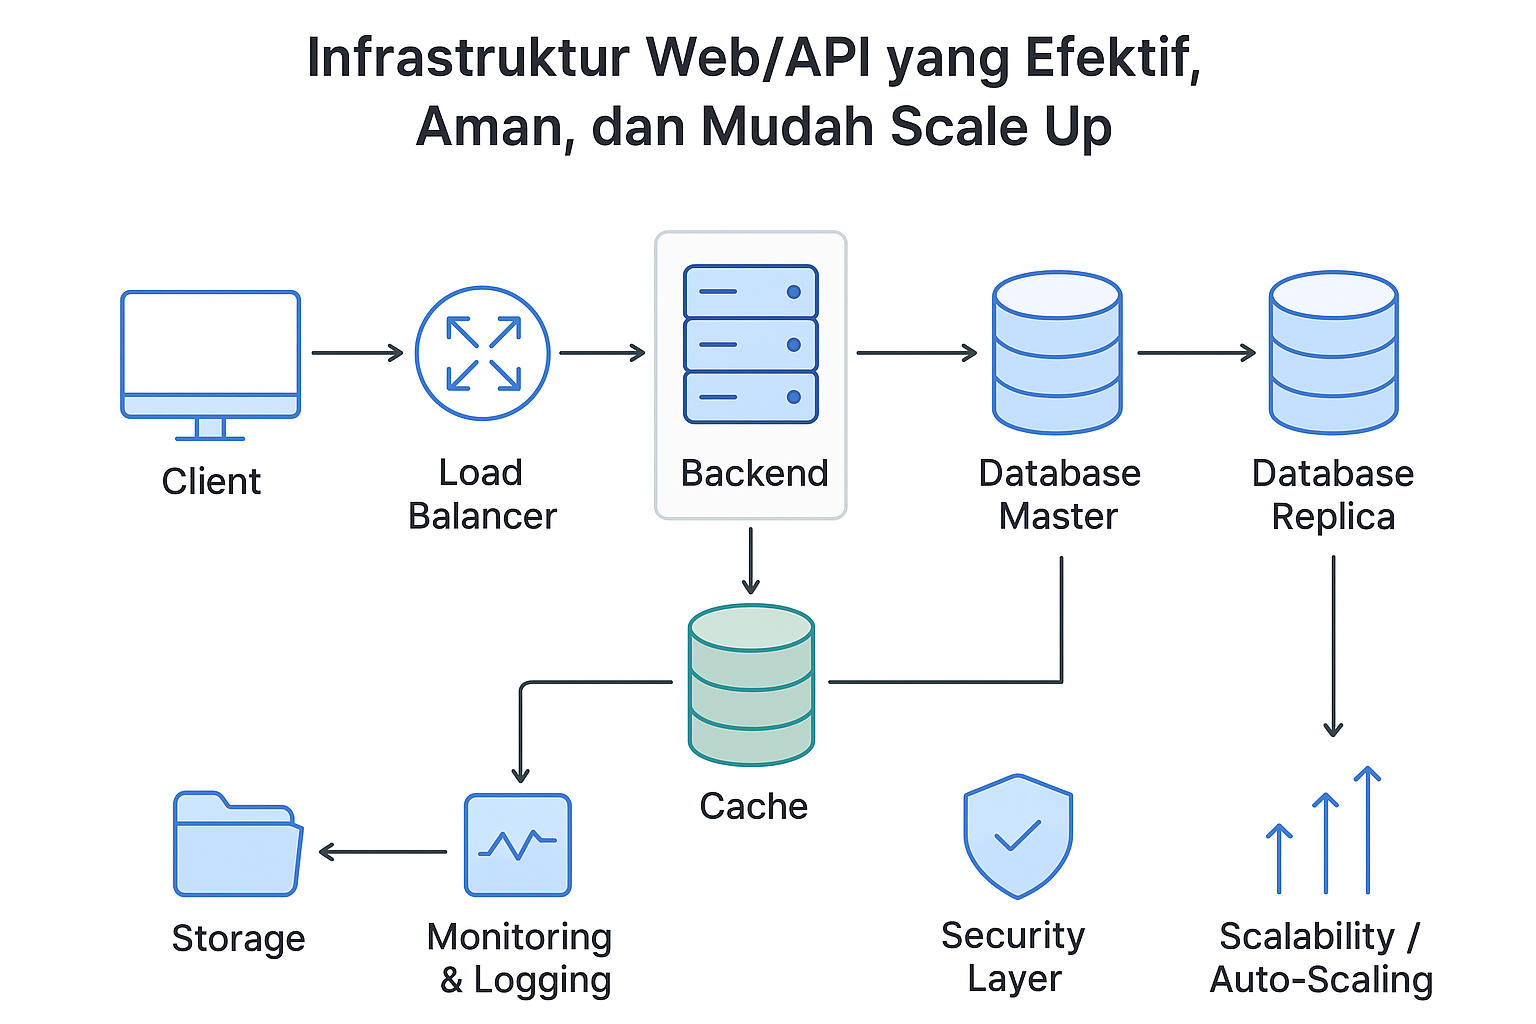 Infrastruktur Web/API yang Efektif,
Aman, dan Mudah Scale Up
Client
Load
Balancer
Backend
Database
Master
Database
Replica
Cache
Storage
Monitoring
& Logging
Security
Layer
Scalability /
Auto-Scaling